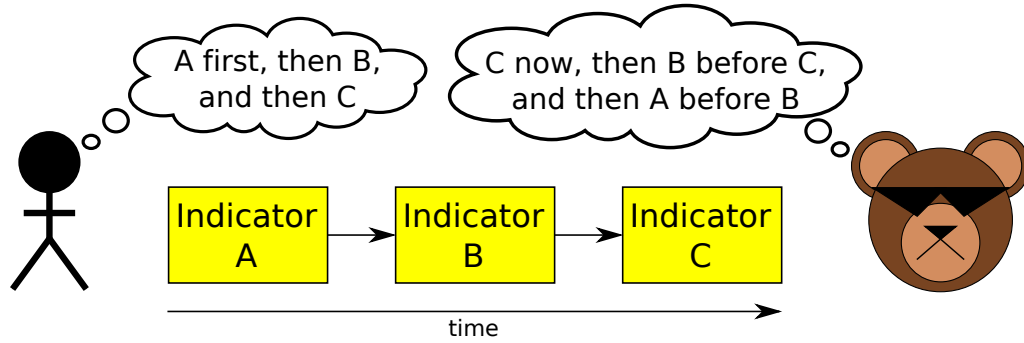 A first, then B,
and then C
C now, then B before C,
and then A before B
Indicator
A
Indicator
B
Indicator
C
time